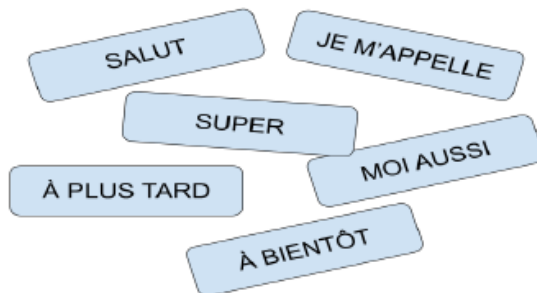 SALUT
JE M'APPELLE
SUPER
MOI AUSSI
À PLUS TARD
À BIENTÔT